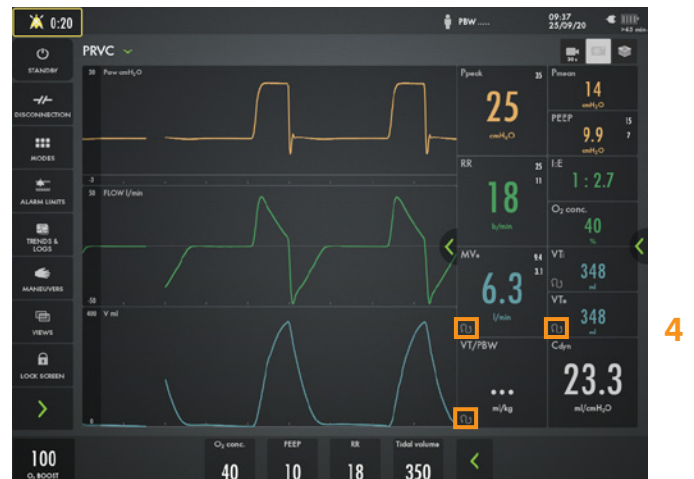 0:20
PBW .....
09:37
25/09/20
>65 min
STANDBY
DISCONNECTION
MODES
ALARM LIMITS
TRENDS &
LOGS
MANEUVERS
VIEWS
LOCK SCREEN
100
O₂ BOOST
PRVC
30 Paw cmH₂O
-3
50 FLOW l/min
-50
400 V ml
0
30 s
Ppeak 35
25
cmH₂O
Pmean
14
cmH₂O
PEEP 15
9.9 7
cmH₂O
RR 25
11
18
b/min
I:E
1 : 2.7
O₂ conc.
40
%
MVe 9.4
3.1
6.3
l/min
VTi
348
ml
VTe
348
ml
4
VT/PBW
...
ml/kg
Cdyn
23.3
ml/cmH₂O
O₂ conc.
40
PEEP
10
RR
18
Tidal volume
350